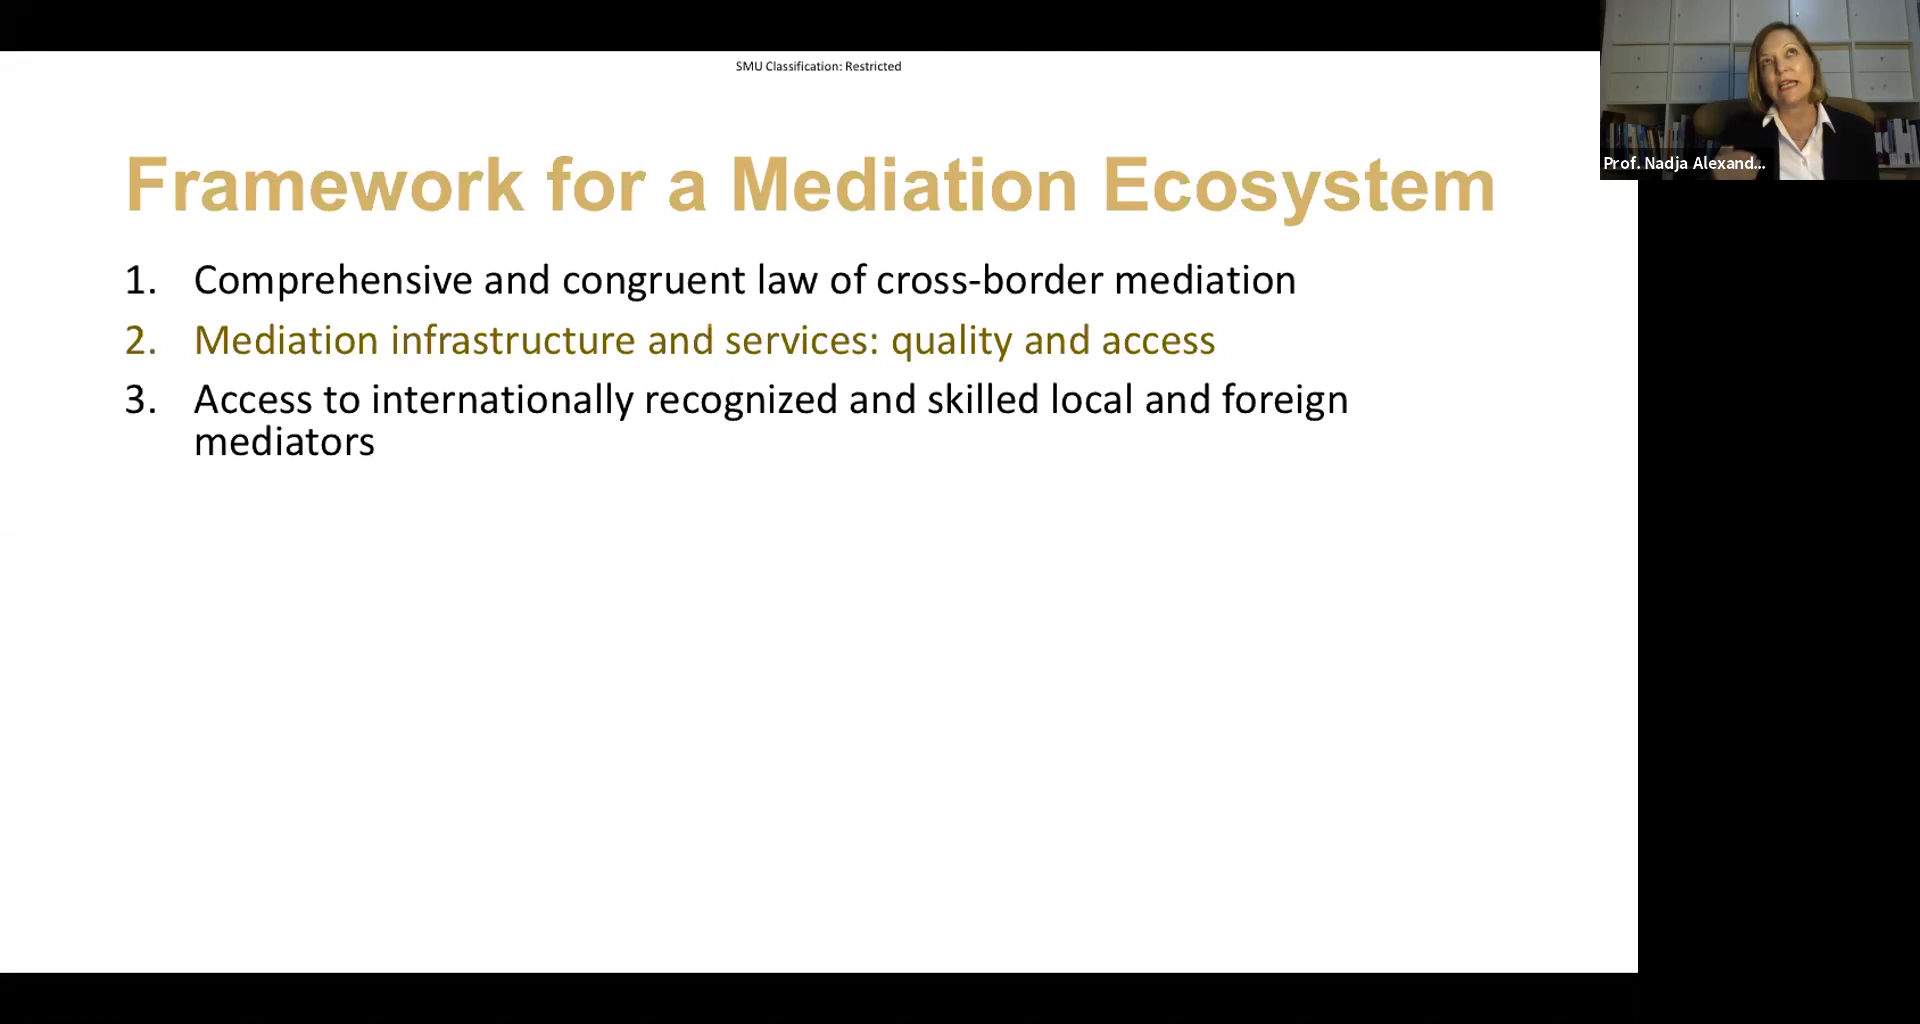 SMU Classification: Restricted
Prof. Nadja Alexand...
Framework for a Mediation Ecosystem
1. Comprehensive and congruent law of cross-border mediation
2. Mediation infrastructure and services: quality and access
3. Access to internationally recognized and skilled local and foreign
mediators